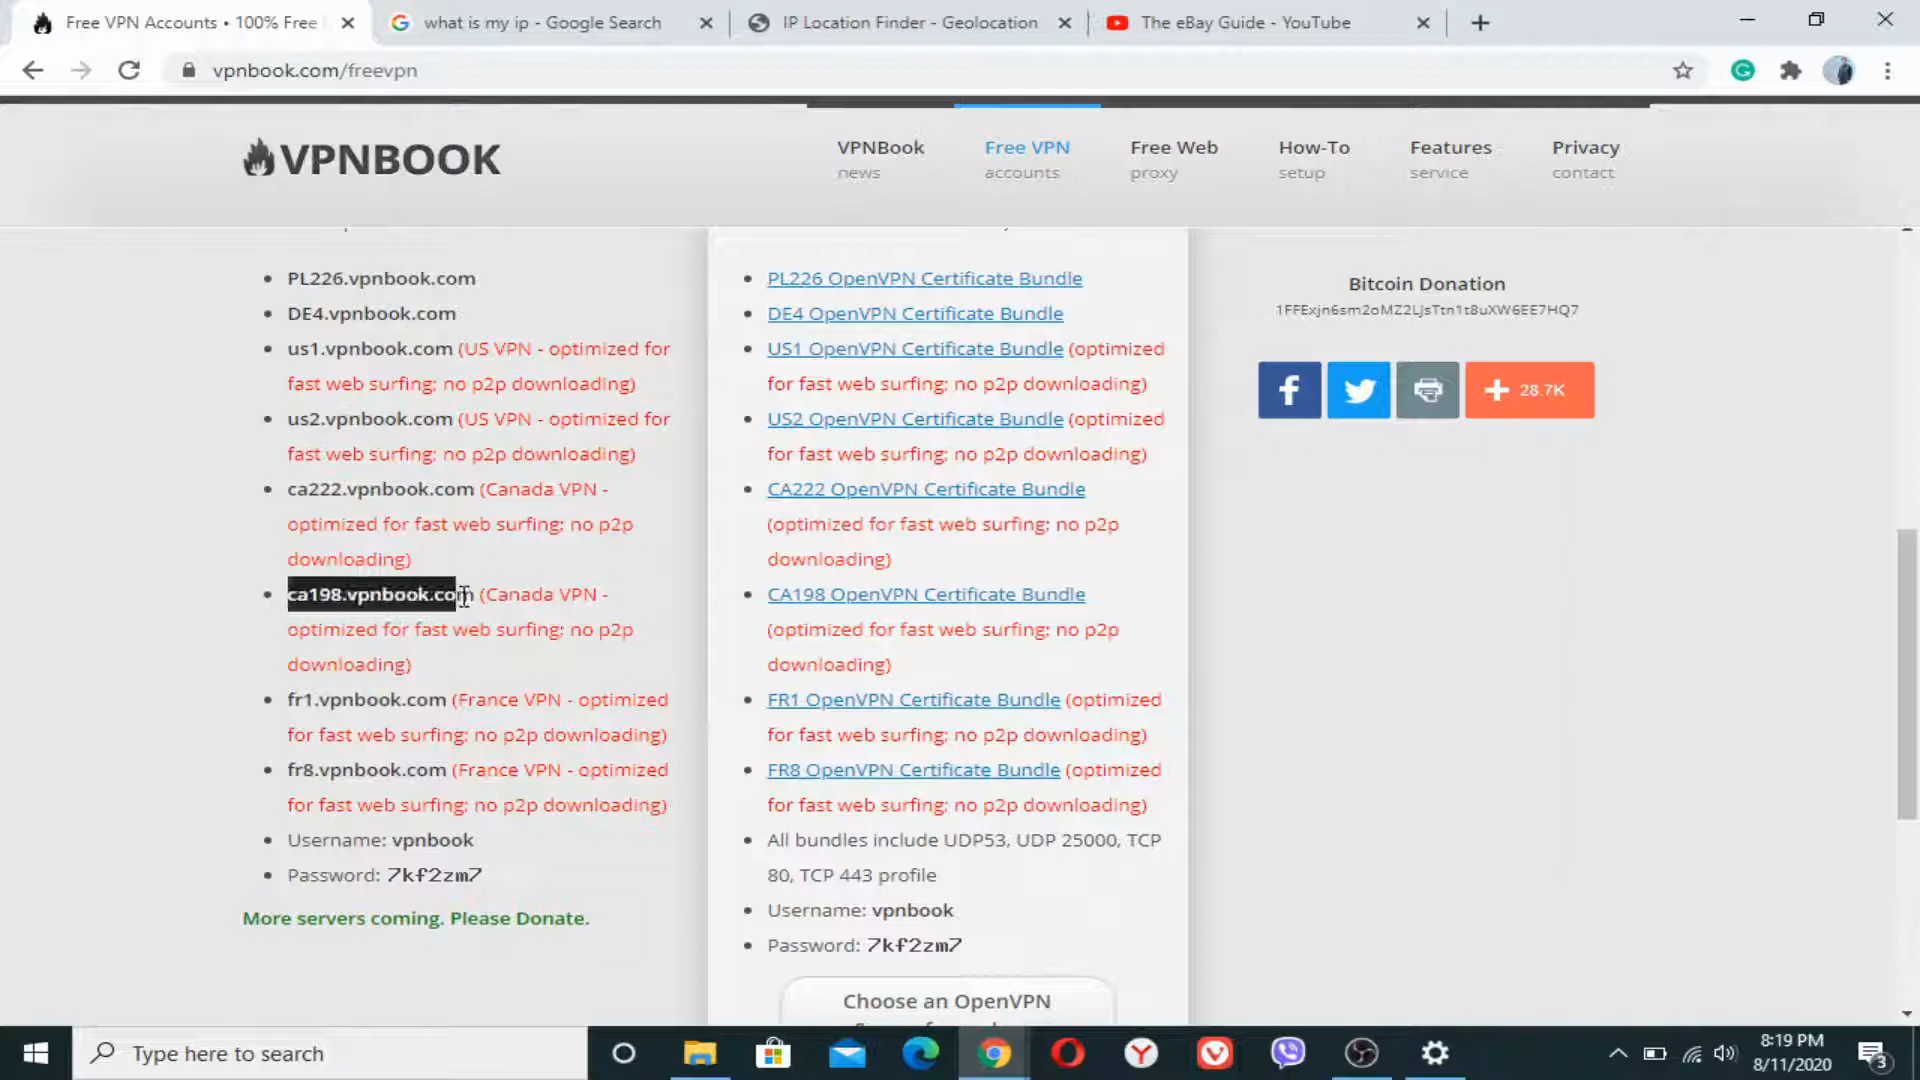 Free VPN Accounts • 100% Free
what is my ip - Google Search
IP Location Finder - Geolocation
The eBay Guide - YouTube
vpnbook.com/freevpn
VPNBOOK
VPNBook
news
Free VPN
accounts
Free Web
proxy
How-To
setup
Features
service
Privacy
contact
PL226.vpnbook.com
DE4.vpnbook.com
us1.vpnbook.com (US VPN - optimized for
fast web surfing; no p2p downloading)
us2.vpnbook.com (US VPN - optimized for
fast web surfing; no p2p downloading)
ca222.vpnbook.com (Canada VPN -
optimized for fast web surfing; no p2p
downloading)
ca198.vpnbook.com (Canada VPN -
optimized for fast web surfing; no p2p
downloading)
fr1.vpnbook.com (France VPN - optimized
for fast web surfing; no p2p downloading)
fr8.vpnbook.com (France VPN - optimized
for fast web surfing; no p2p downloading)
Username: vpnbook
Password: 7kf2zm7
More servers coming. Please Donate.
PL226 OpenVPN Certificate Bundle
DE4 OpenVPN Certificate Bundle
US1 OpenVPN Certificate Bundle (optimized
for fast web surfing; no p2p downloading)
US2 OpenVPN Certificate Bundle (optimized
for fast web surfing; no p2p downloading)
CA222 OpenVPN Certificate Bundle
(optimized for fast web surfing; no p2p
downloading)
CA198 OpenVPN Certificate Bundle
(optimized for fast web surfing; no p2p
downloading)
FR1 OpenVPN Certificate Bundle (optimized
for fast web surfing; no p2p downloading)
FR8 OpenVPN Certificate Bundle (optimized
for fast web surfing; no p2p downloading)
All bundles include UDP53, UDP 25000, TCP
80, TCP 443 profile
Username: vpnbook
Password: 7kf2zm7
Choose an OpenVPN
Bitcoin Donation
1FFExjn6sm2oMZ2LJsTtn1t8uXW6EE7HQ7
28.7K
Type here to search
8:19 PM
8/11/2020
3